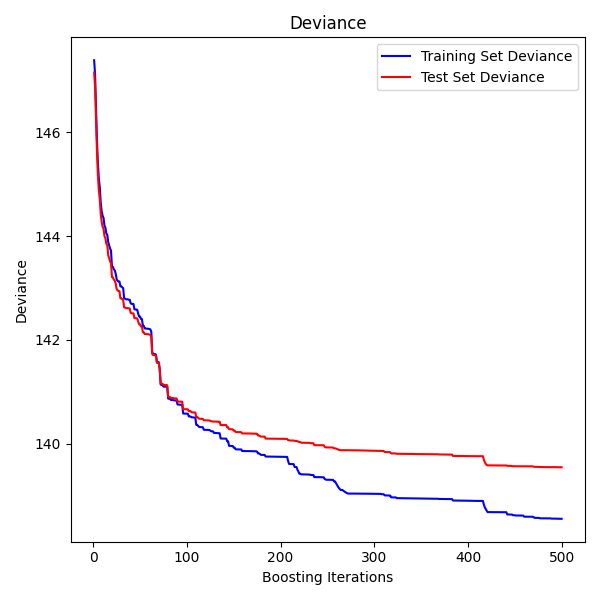 Deviance
Training Set Deviance
Test Set Deviance
146
144
142
140
Deviance
0 100 200 300 400 500
Boosting Iterations